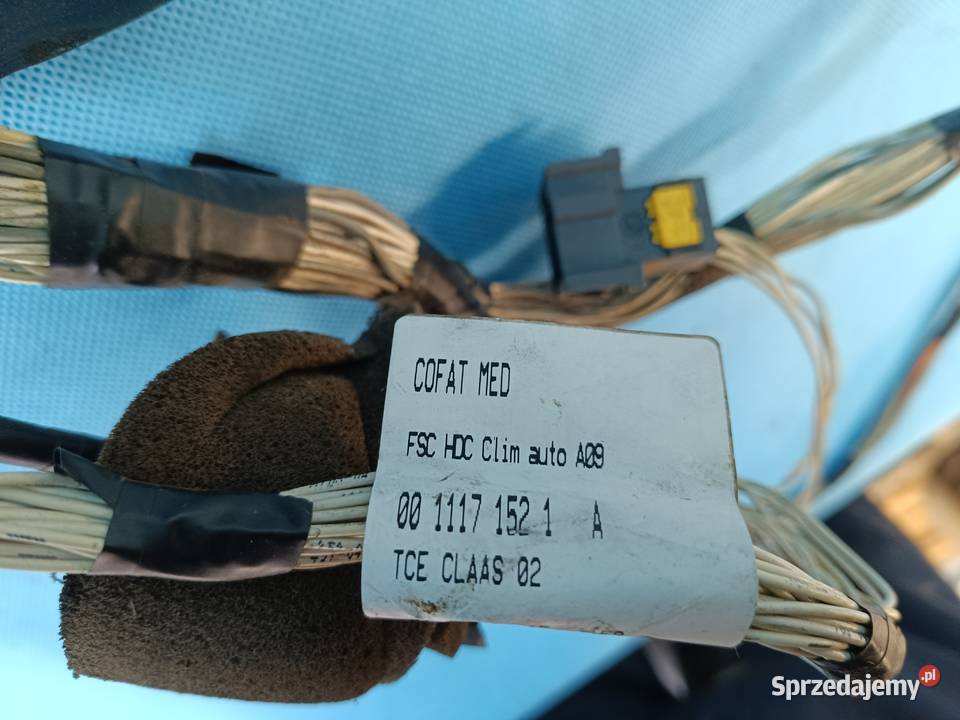 COFAT MED
FSC HDC Clim auto A09
00 1117 152 1 A
TCE CLAAS 02
Sprzedajemy.pl